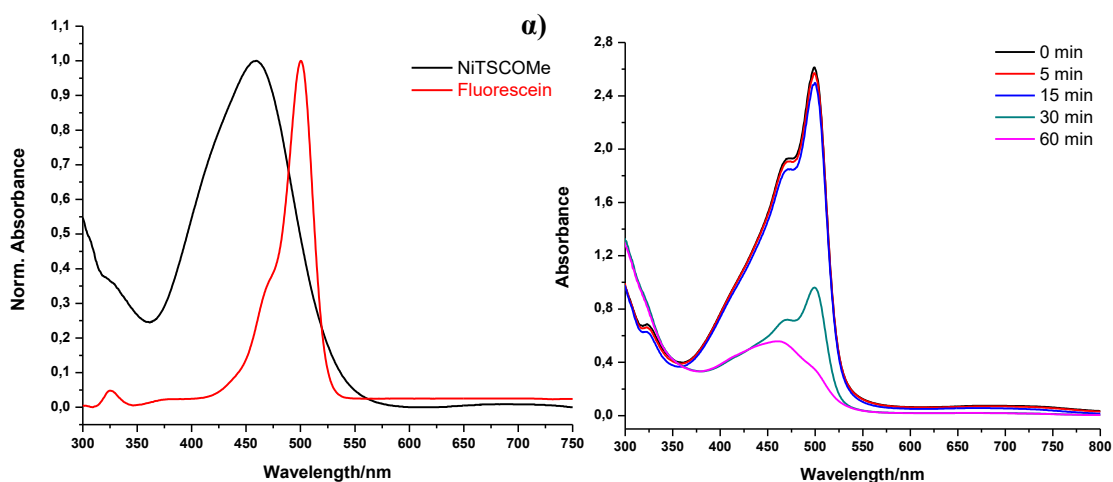 α)
1,1
1,0
0,9
0,8
0,7
0,6
0,5
0,4
0,3
0,2
0,1
0,0
Norm. Absorbance
NiTSCOMe
Fluorescein
300 350 400 450 500 550 600 650 700 750
Wavelength/nm
2,8
2,4
2,0
1,6
1,2
0,8
0,4
0,0
Absorbance
0 min
5 min
15 min
30 min
60 min
300 350 400 450 500 550 600 650 700 750 800
Wavelength/nm